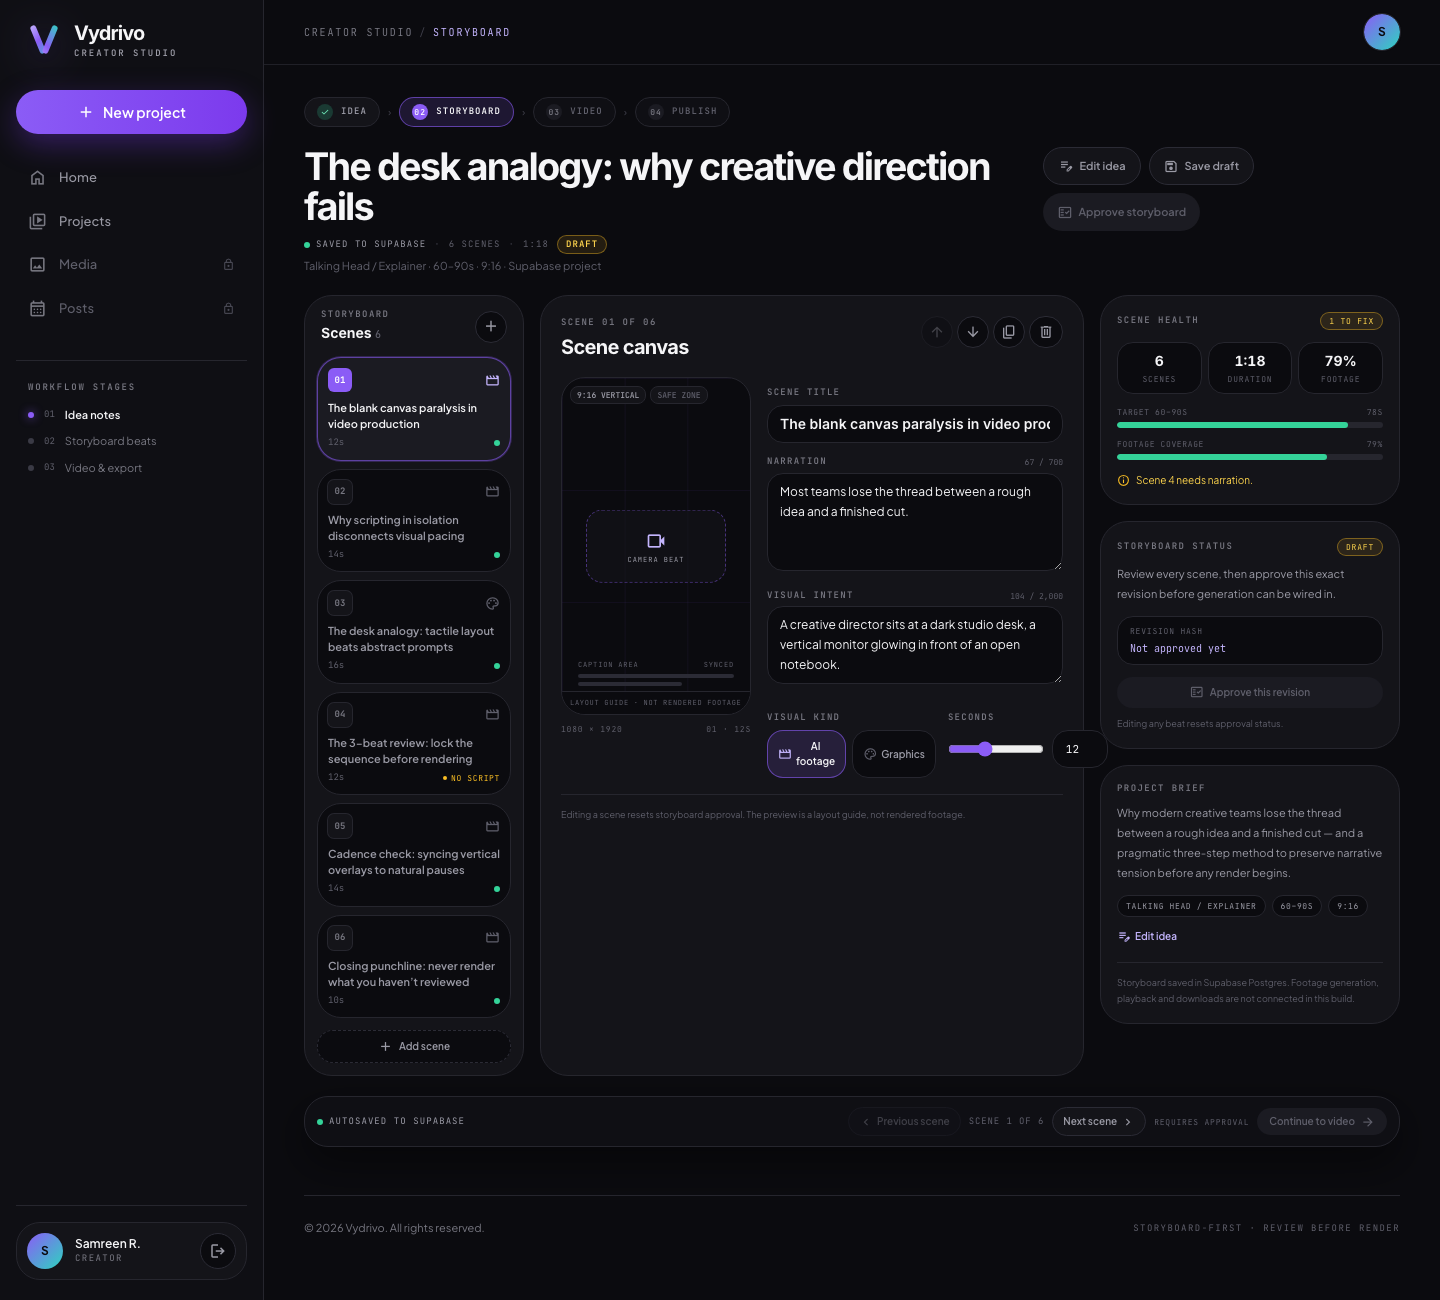 Vydrivo
CREATOR STUDIO
New project
Home
Projects
Media
Posts
WORKFLOW STAGES
01 Idea notes
02 Storyboard beats
03 Video & export
Samreen R.
CREATOR
S
CREATOR STUDIO / STORYBOARD
S
IDEA › 02 STORYBOARD › 03 VIDEO › 04 PUBLISH
The desk analogy: why creative direction
fails
Edit idea
Save draft
Approve storyboard
SAVED TO SUPABASE · 6 SCENES · 1:18 DRAFT
Talking Head / Explainer · 60–90s · 9:16 · Supabase project
STORYBOARD
Scenes 6
01
The blank canvas paralysis in
video production
12s
02
Why scripting in isolation
disconnects visual pacing
14s
03
The desk analogy: tactile layout
beats abstract prompts
16s
04
The 3-beat review: lock the
sequence before rendering
12s
NO SCRIPT
05
Cadence check: syncing vertical
overlays to natural pauses
14s
06
Closing punchline: never render
what you haven't reviewed
10s
Add scene
SCENE 01 OF 06
Scene canvas
9:16 VERTICAL
SAFE ZONE
CAMERA BEAT
CAPTION AREA
SYNCED
LAYOUT GUIDE · NOT RENDERED FOOTAGE
1080 × 1920
01 · 12S
SCENE TITLE
The blank canvas paralysis in video prod
NARRATION
67 / 700
Most teams lose the thread between a rough
idea and a finished cut.
VISUAL INTENT
104 / 2,000
A creative director sits at a dark studio desk, a
vertical monitor glowing in front of an open
notebook.
VISUAL KIND
AI
footage
Graphics
SECONDS
12
Editing a scene resets storyboard approval. The preview is a layout guide, not rendered footage.
SCENE HEALTH
1 TO FIX
6
SCENES
1:18
DURATION
79%
FOOTAGE
TARGET 60–90S
78S
FOOTAGE COVERAGE
79%
Scene 4 needs narration.
STORYBOARD STATUS
DRAFT
Review every scene, then approve this exact
revision before generation can be wired in.
REVISION HASH
Not approved yet
Approve this revision
Editing any beat resets approval status.
PROJECT BRIEF
Why modern creative teams lose the thread
between a rough idea and a finished cut — and a
pragmatic three-step method to preserve narrative
tension before any render begins.
TALKING HEAD / EXPLAINER
60–90S
9:16
Edit idea
Storyboard saved in Supabase Postgres. Footage generation,
playback and downloads are not connected in this build.
AUTOSAVED TO SUPABASE
Previous scene
SCENE 1 OF 6
Next scene
REQUIRES APPROVAL
Continue to video
© 2026 Vydrivo. All rights reserved.
STORYBOARD-FIRST · REVIEW BEFORE RENDER